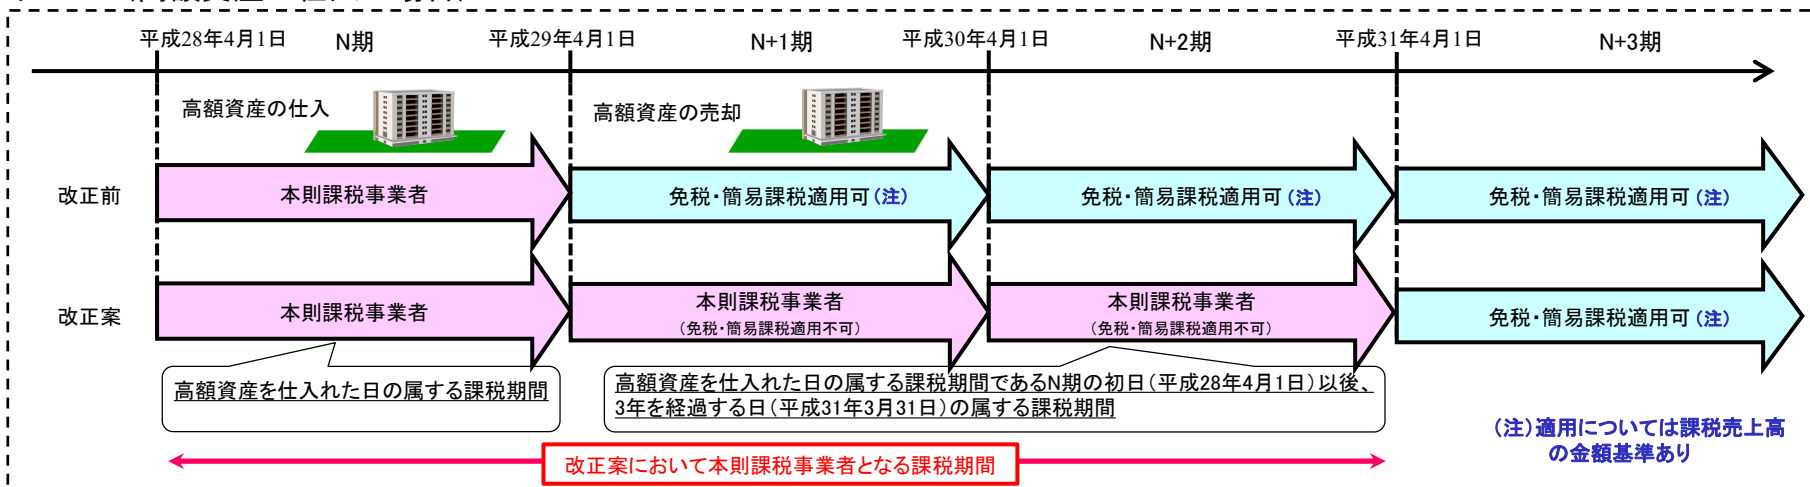 平成28年4月1日 N期 平成29年4月1日 N+1期 平成30年4月1日 N+2期 平成31年4月1日 N+3期
高額資産の仕入 高額資産の売却
改正前 本則課税事業者 免税・簡易課税適用可(注) 免税・簡易課税適用可(注) 免税・簡易課税適用可(注)
改正案 本則課税事業者 本則課税事業者 本則課税事業者 免税・簡易課税適用可(注)
(免税・簡易課税適用不可) (免税・簡易課税適用不可)
高額資産を仕入れた日の属する課税期間
高額資産を仕入れた日の属する課税期間であるN期の初日(平成28年4月1日)以後、
3年を経過する日(平成31年3月31日)の属する課税期間
(注)適用については課税売上高
の金額基準あり
改正案において本則課税事業者となる課税期間